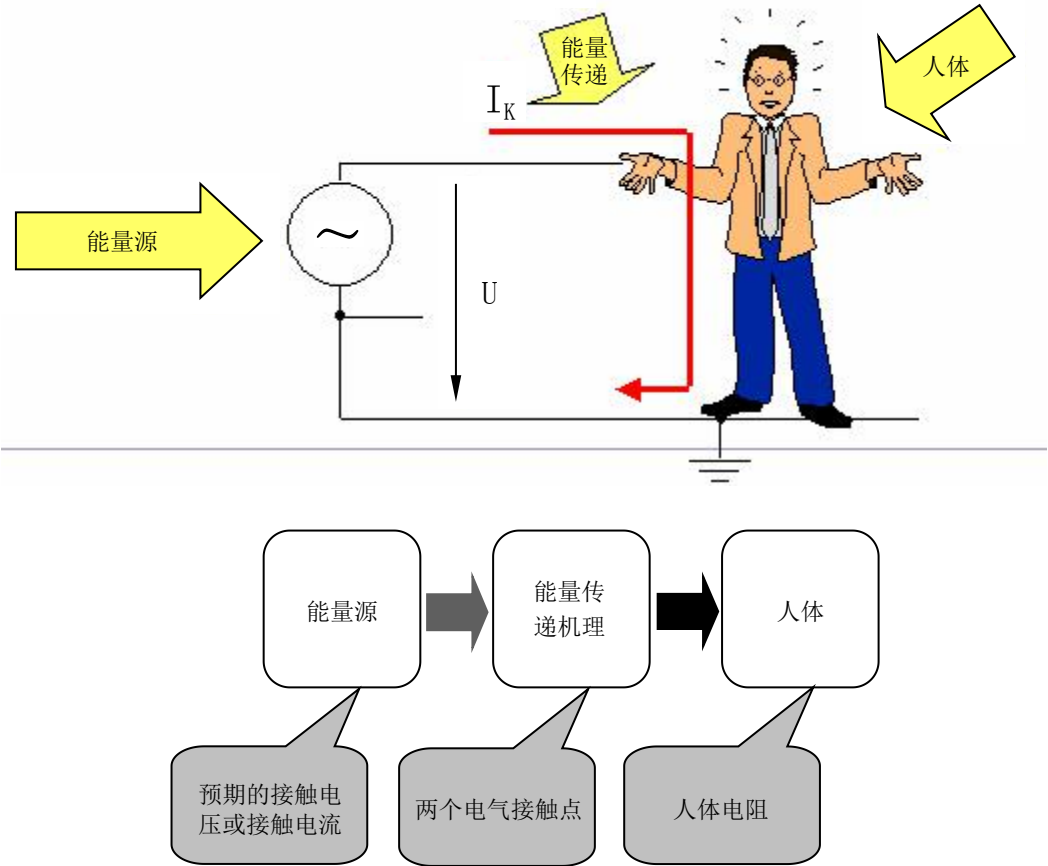 能量
传递
人体
I_K
能量源
~
U
能量源
能量传
递机理
人体
预期的接触电
压或接触电流
两个电气接触点
人体电阻